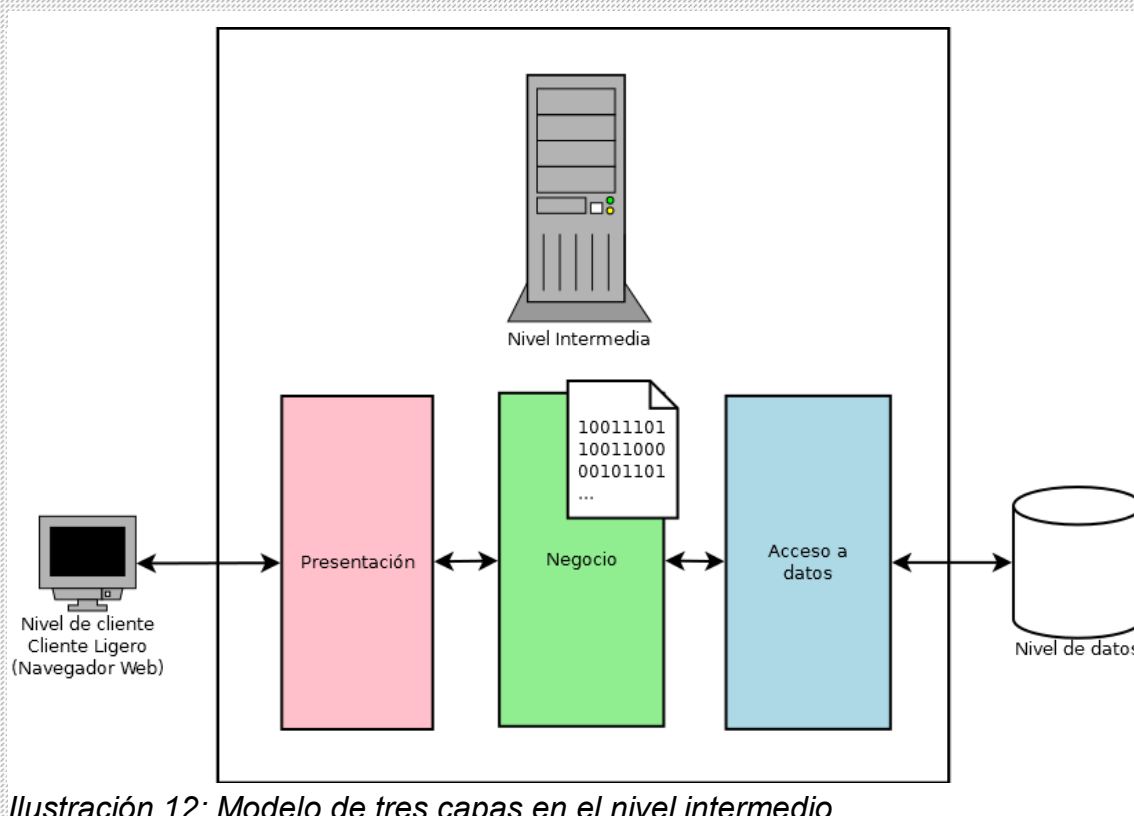 Nivel Intermedia
10011101
10011000
00101101
...
Presentación
Negocio
Acceso a
datos
Nivel de cliente
Cliente Ligero
(Navegador Web)
Nivel de datos
Ilustración 12: Modelo de tres capas en el nivel intermedio